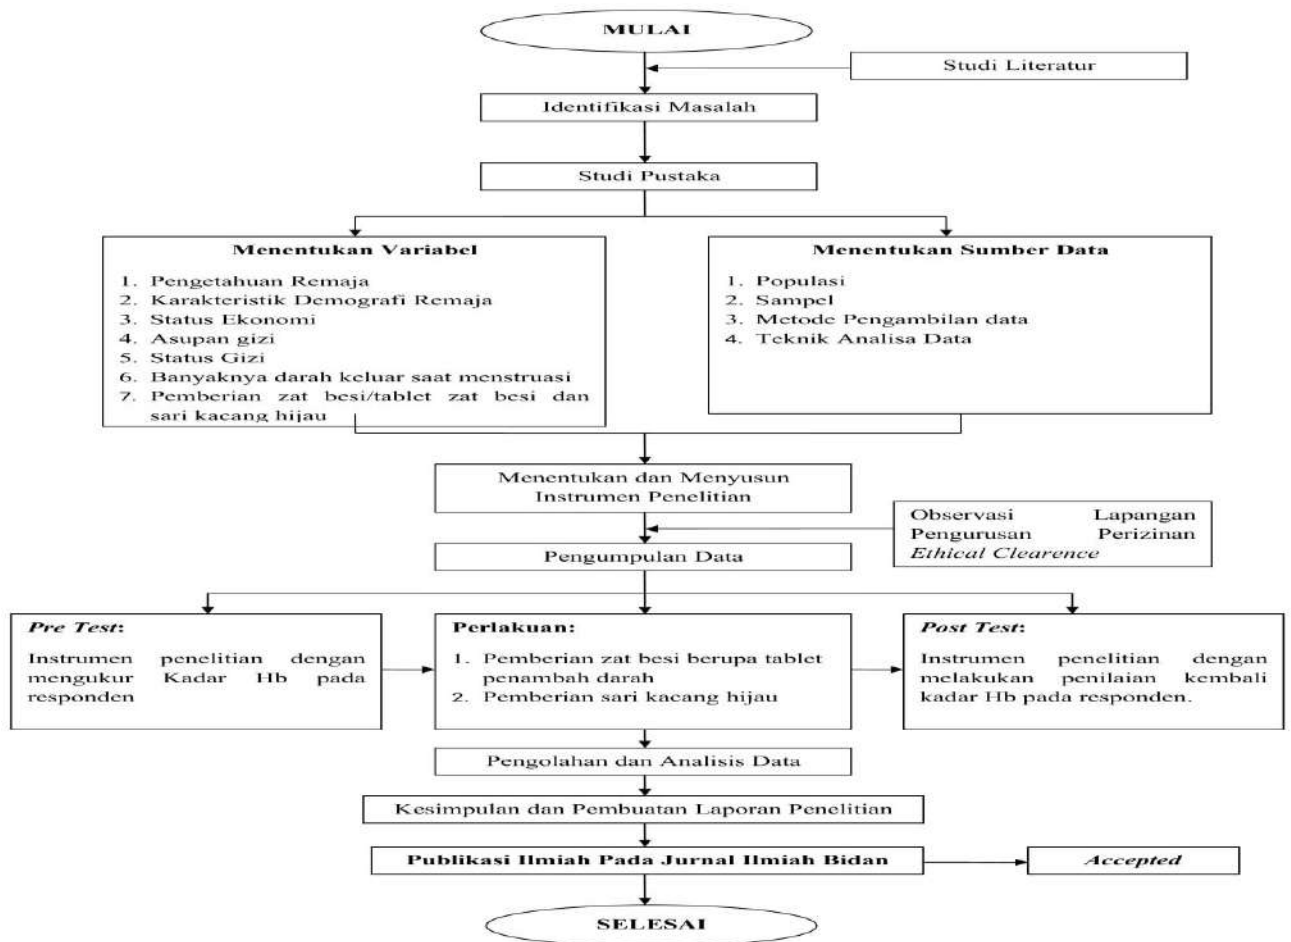 MULAI
Studi Literatur
Identifikasi Masalah
Studi Pustaka
Menentukan Variabel
1. Pengetahuan Remaja
2. Karakteristik Demografi Remaja
3. Status Ekonomi
4. Asupan gizi
5. Status Gizi
6. Banyaknya darah keluar saat menstruasi
7. Pemberian zat besi/tablet zat besi dan
sari kacang hijau
Menentukan Sumber Data
1. Populasi
2. Sampel
3. Metode Pengambilan data
4. Teknik Analisa Data
Menentukan dan Menyusun
Instrumen Penelitian
Observasi Lapangan
Pengurusan Perizinan
Ethical Clearence
Pengumpulan Data
Pre Test:
Instrumen penelitian dengan
mengukur Kadar Hb pada
responden
Perlakuan:
1. Pemberian zat besi berupa tablet
penambah darah
2. Pemberian sari kacang hijau
Post Test:
Instrumen penelitian dengan
melakukan penilaian kembali
kadar Hb pada responden.
Pengolahan dan Analisis Data
Kesimpulan dan Pembuatan Laporan Penelitian
Publikasi Ilmiah Pada Jurnal Ilmiah Bidan
Accepted
SELESAI